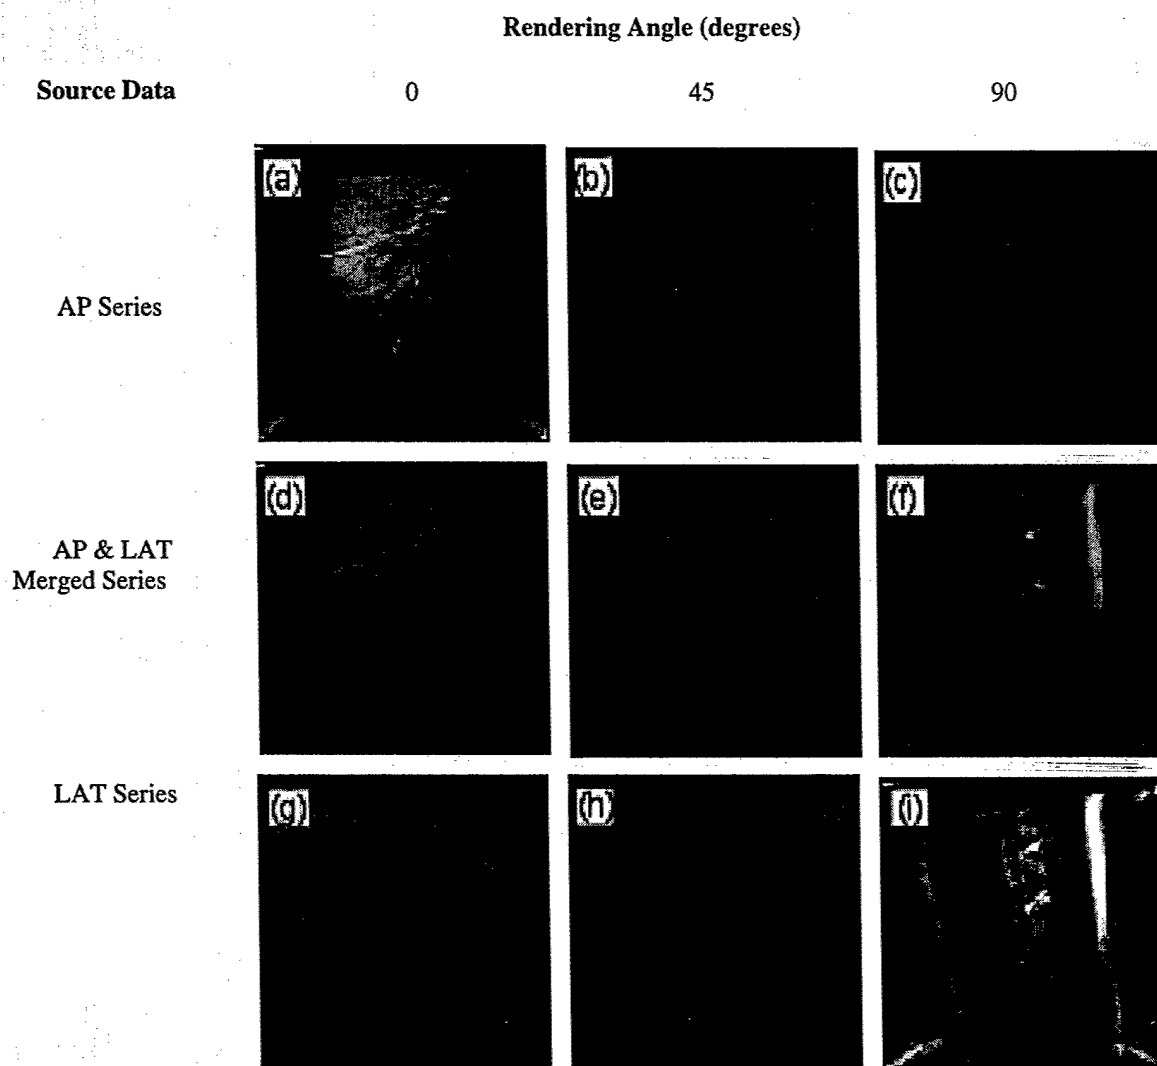 Rendering Angle (degrees)
Source Data 0 45 90
(a) (b) (c)
AP Series
(d) (e) (f)
AP & LAT
Merged Series
(g) (h) (i)
LAT Series